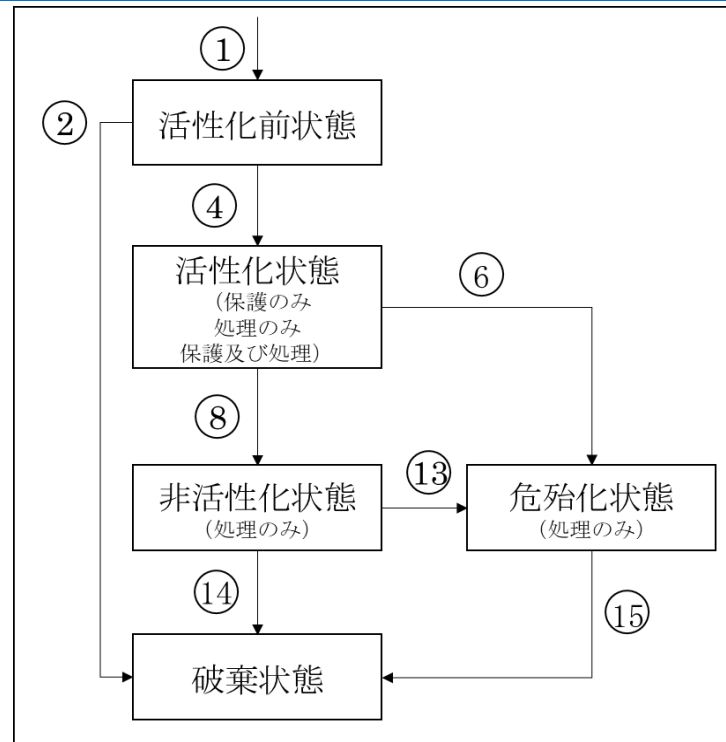 ①
活性化前状態
②
④
活性化状態
(保護のみ
処理のみ
保護及び処理)
⑥
⑧
非活性化状態
(処理のみ)
⑬
危殆化状態
(処理のみ)
⑭
⑮
破棄状態